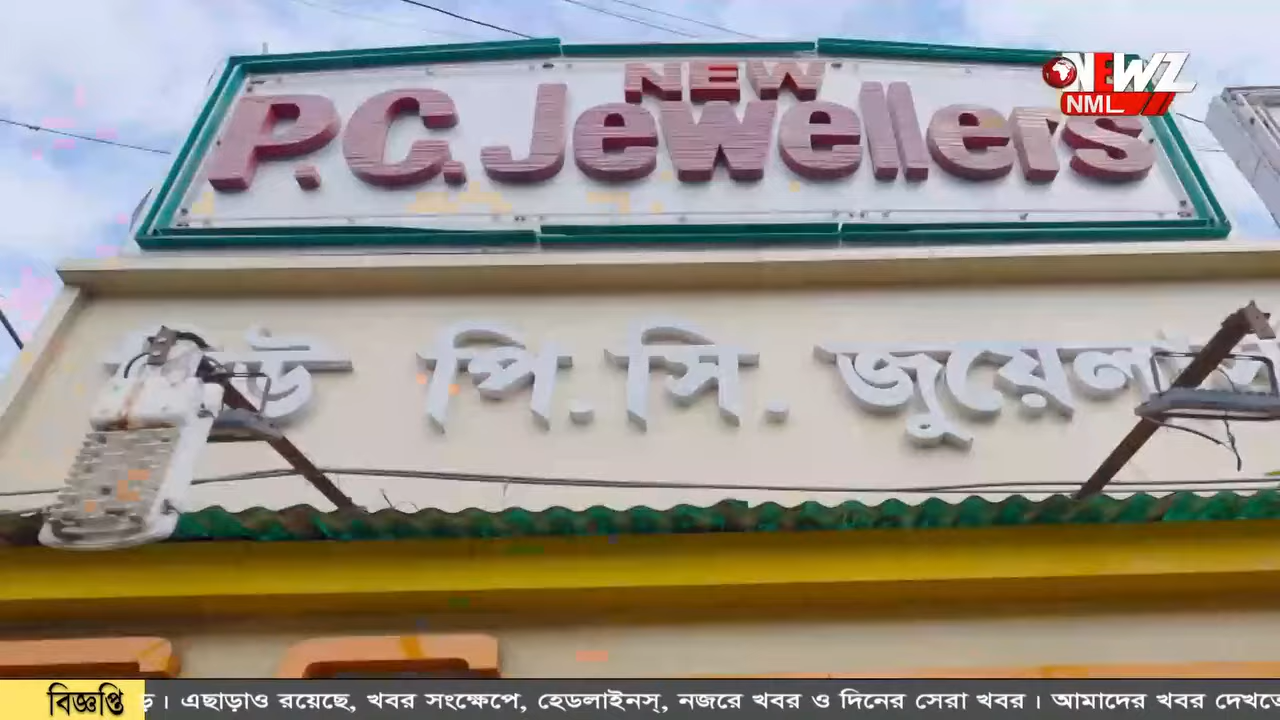 NEW
P.C. Jewellers
NEWZ
NML
নিউ পি.সি. জুয়েলার্স
বিজ্ঞপ্তি
। এছাড়াও রয়েছে, খবর সংক্ষেপে, হেডলাইনস্, নজরে খবর ও দিনের সেরা খবর। আমাদের খবর দেখতে